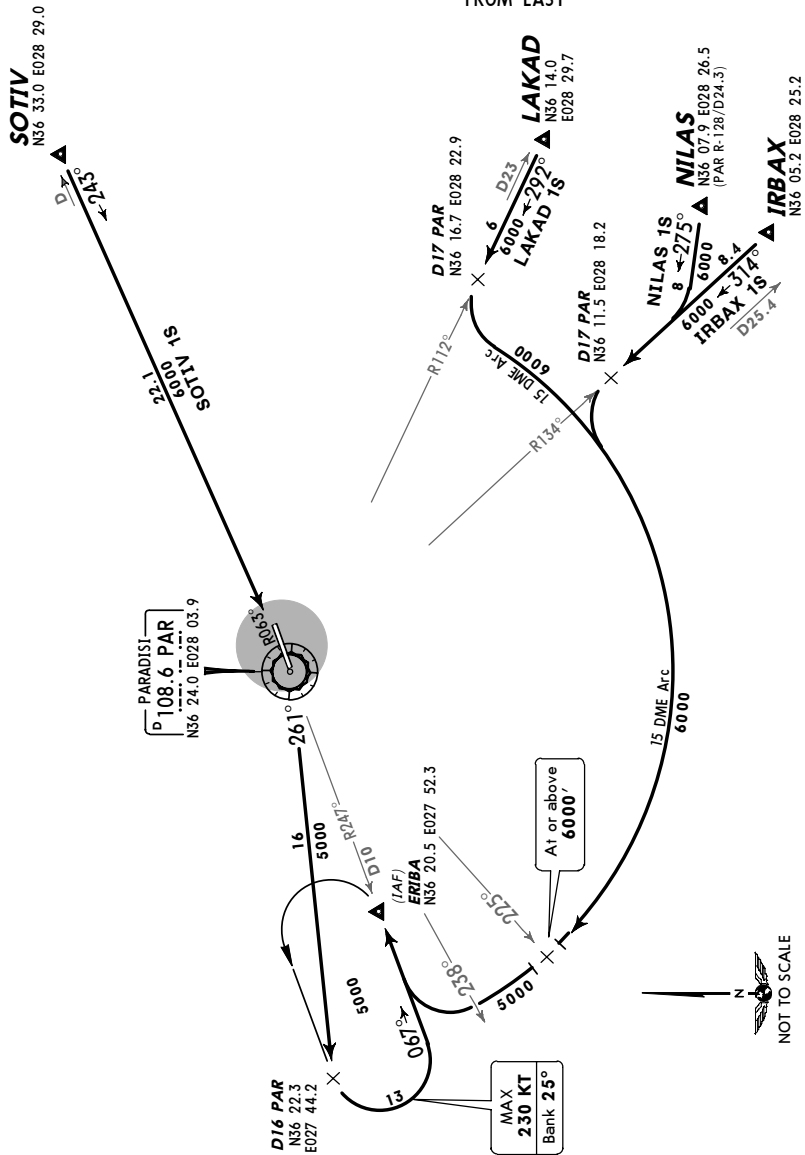 FROM EAST
SOTIV
N36 33.0 E028 29.0
D
243°
22.1
6000
SOTIV 1S
LAKAD
N36 14.0
E028 29.7
D23
292°
6
6000
LAKAD 1S
D17 PAR
N36 16.7 E028 22.9
NILAS
N36 07.9 E028 26.5
(PAR R-128/D24.3)
NILAS 1S
275°
8
6000
IRBAX
N36 05.2 E028 25.2
8.4
314°
6000
IRBAX 1S
D25.4
D17 PAR
N36 11.5 E028 18.2
R112°
R134°
6000
15 DME Arc
PARADISI
D 108.6 PAR
N36 24.0 E028 03.9
R063°
261°
16
5000
D10 R247°
(IAF)
ERIBA
N36 20.5 E027 52.3
225°
238°
At or above
6000'
15 DME Arc
6000
5000
5000
067°
13
D16 PAR
N36 22.3
E027 44.2
MAX
230 KT
Bank 25°
N
NOT TO SCALE